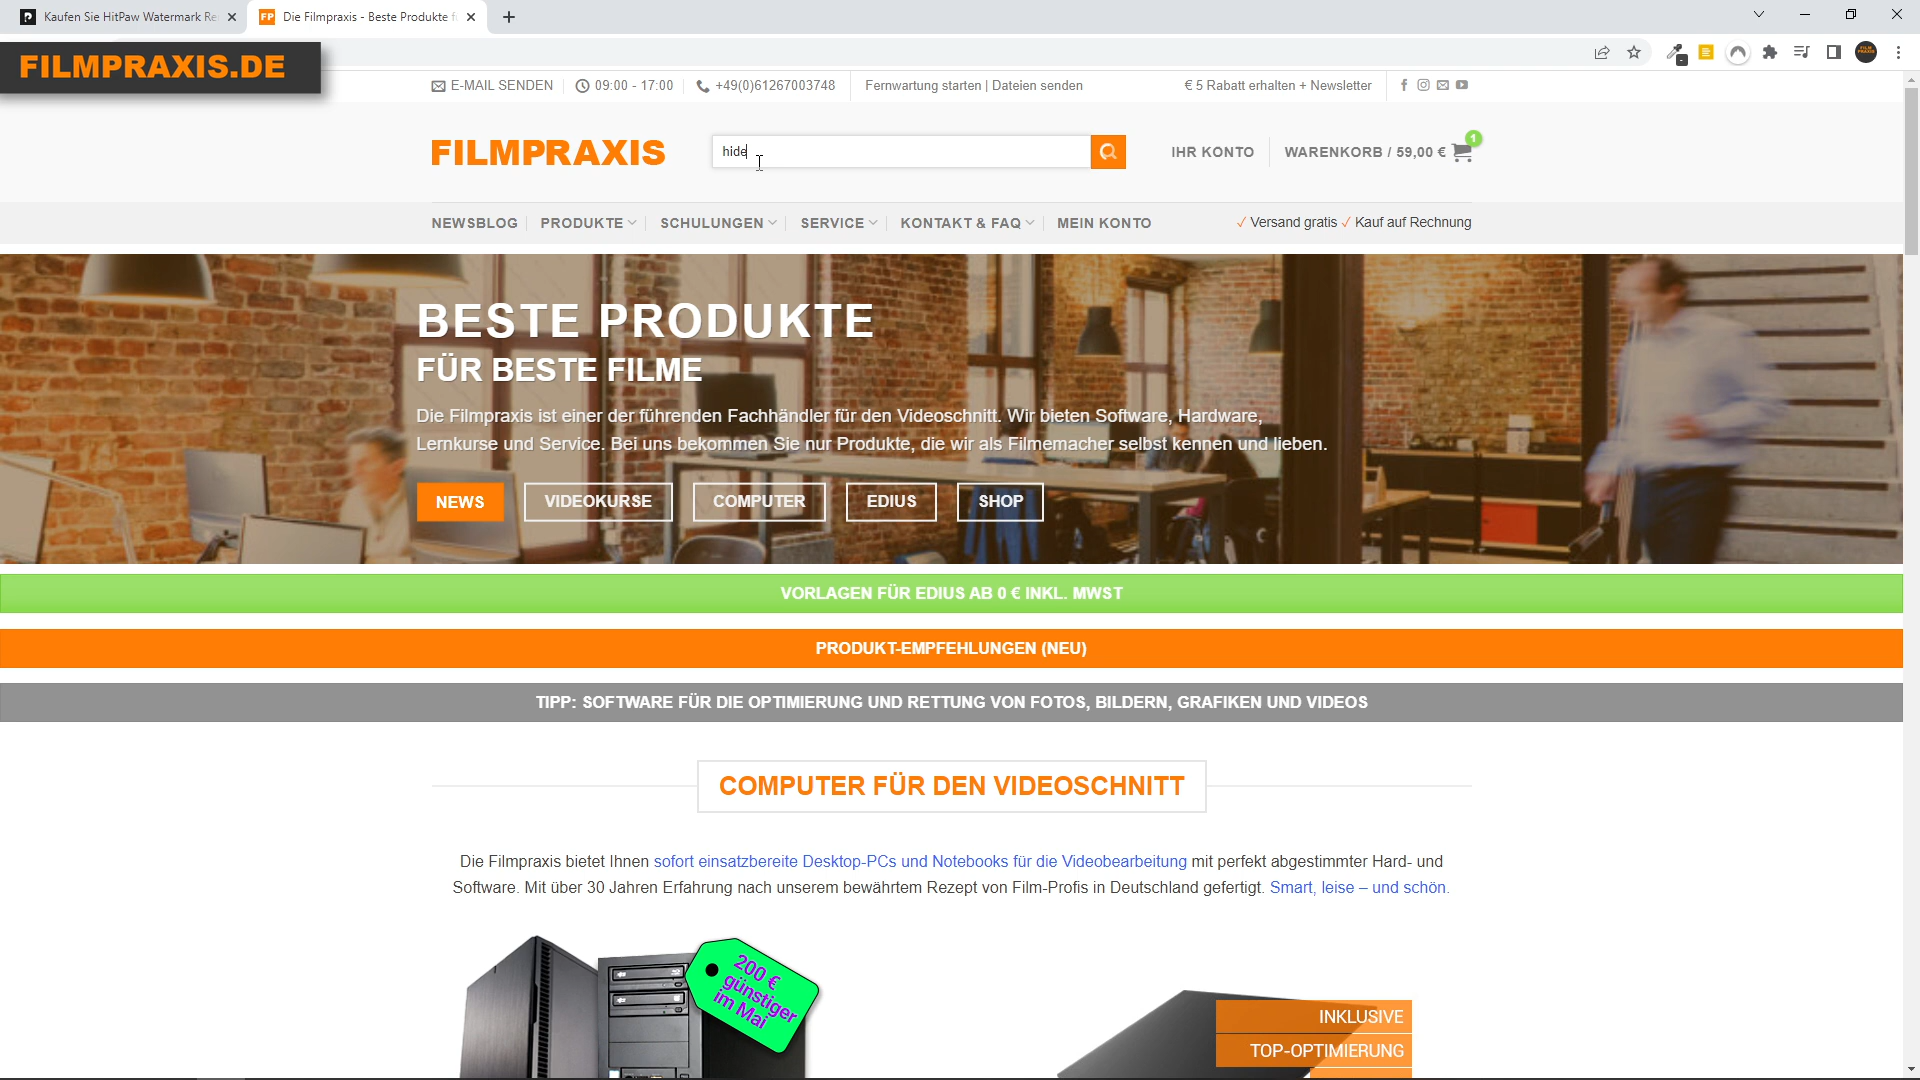 Kaufen Sie HitPaw Watermark Re
Die Filmpraxis - Beste Produkte f
FILMPRAXIS.DE
E-MAIL SENDEN
09:00 - 17:00
+49(0)61267003748
Fernwartung starten | Dateien senden
€ 5 Rabatt erhalten + Newsletter
FILMPRAXIS
hide
IHR KONTO
WARENKORB / 59,00 €
1
NEWSBLOG
PRODUKTE
SCHULUNGEN
SERVICE
KONTAKT & FAQ
MEIN KONTO
✓ Versand gratis ✓ Kauf auf Rechnung
BESTE PRODUKTE
FÜR BESTE FILME
Die Filmpraxis ist einer der führenden Fachhändler für den Videoschnitt. Wir bieten Software, Hardware,
Lernkurse und Service. Bei uns bekommen Sie nur Produkte, die wir als Filmemacher selbst kennen und lieben.
NEWS
VIDEOKURSE
COMPUTER
EDIUS
SHOP
VORLAGEN FÜR EDIUS AB 0 € INKL. MWST
PRODUKT-EMPFEHLUNGEN (NEU)
TIPP: SOFTWARE FÜR DIE OPTIMIERUNG UND RETTUNG VON FOTOS, BILDERN, GRAFIKEN UND VIDEOS
COMPUTER FÜR DEN VIDEOSCHNITT
Die Filmpraxis bietet Ihnen sofort einsatzbereite Desktop-PCs und Notebooks für die Videobearbeitung mit perfekt abgestimmter Hard- und
Software. Mit über 30 Jahren Erfahrung nach unserem bewährtem Rezept von Film-Profis in Deutschland gefertigt. Smart, leise – und schön.
200 €
günstiger
im Mai
INKLUSIVE
TOP-OPTIMIERUNG